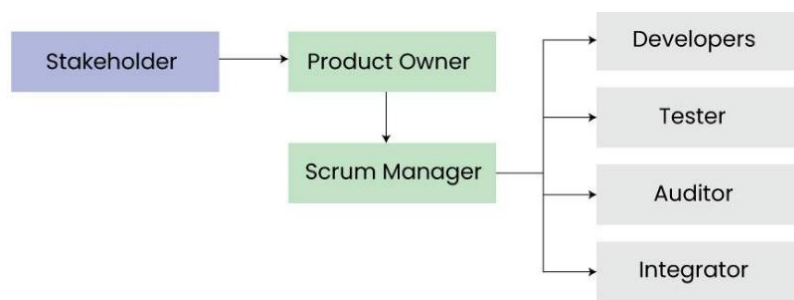 Stakeholder
Product Owner
Scrum Manager
Developers
Tester
Auditor
Integrator